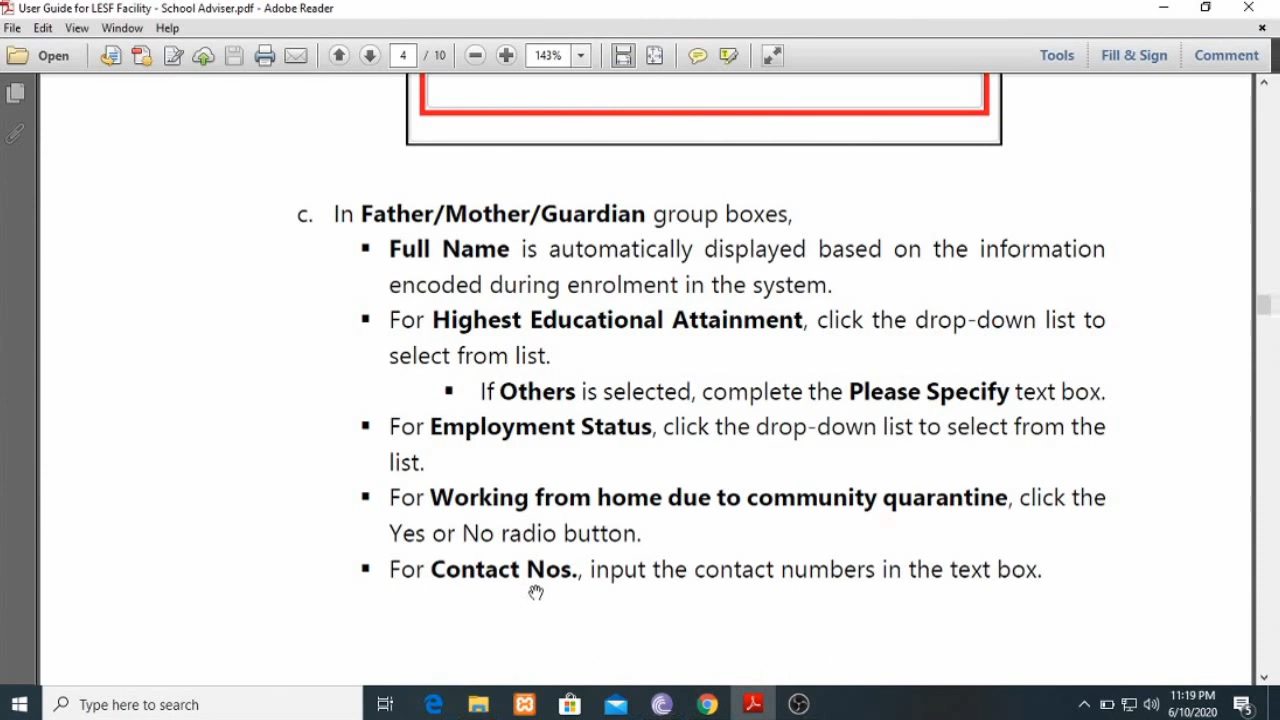 User Guide for LESF Facility - School Adviser.pdf - Adobe Reader
File Edit View Window Help
Open 4 / 10 143% Tools Fill & Sign Comment
c. In Father/Mother/Guardian group boxes,
▪ Full Name is automatically displayed based on the information
encoded during enrolment in the system.
▪ For Highest Educational Attainment, click the drop-down list to
select from list.
▪ If Others is selected, complete the Please Specify text box.
▪ For Employment Status, click the drop-down list to select from the
list.
▪ For Working from home due to community quarantine, click the
Yes or No radio button.
▪ For Contact Nos., input the contact numbers in the text box.
Type here to search
11:19 PM
6/10/2020
5